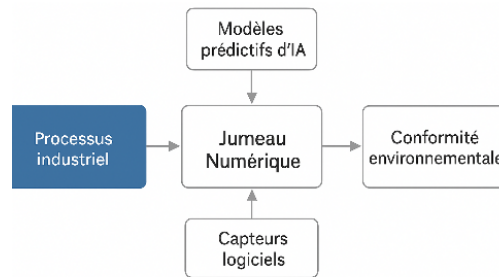 Modèles
prédictifs d'IA
Processus
industriel
Jumeau
Numérique
Conformité
environnementale
Capteurs
logiciels